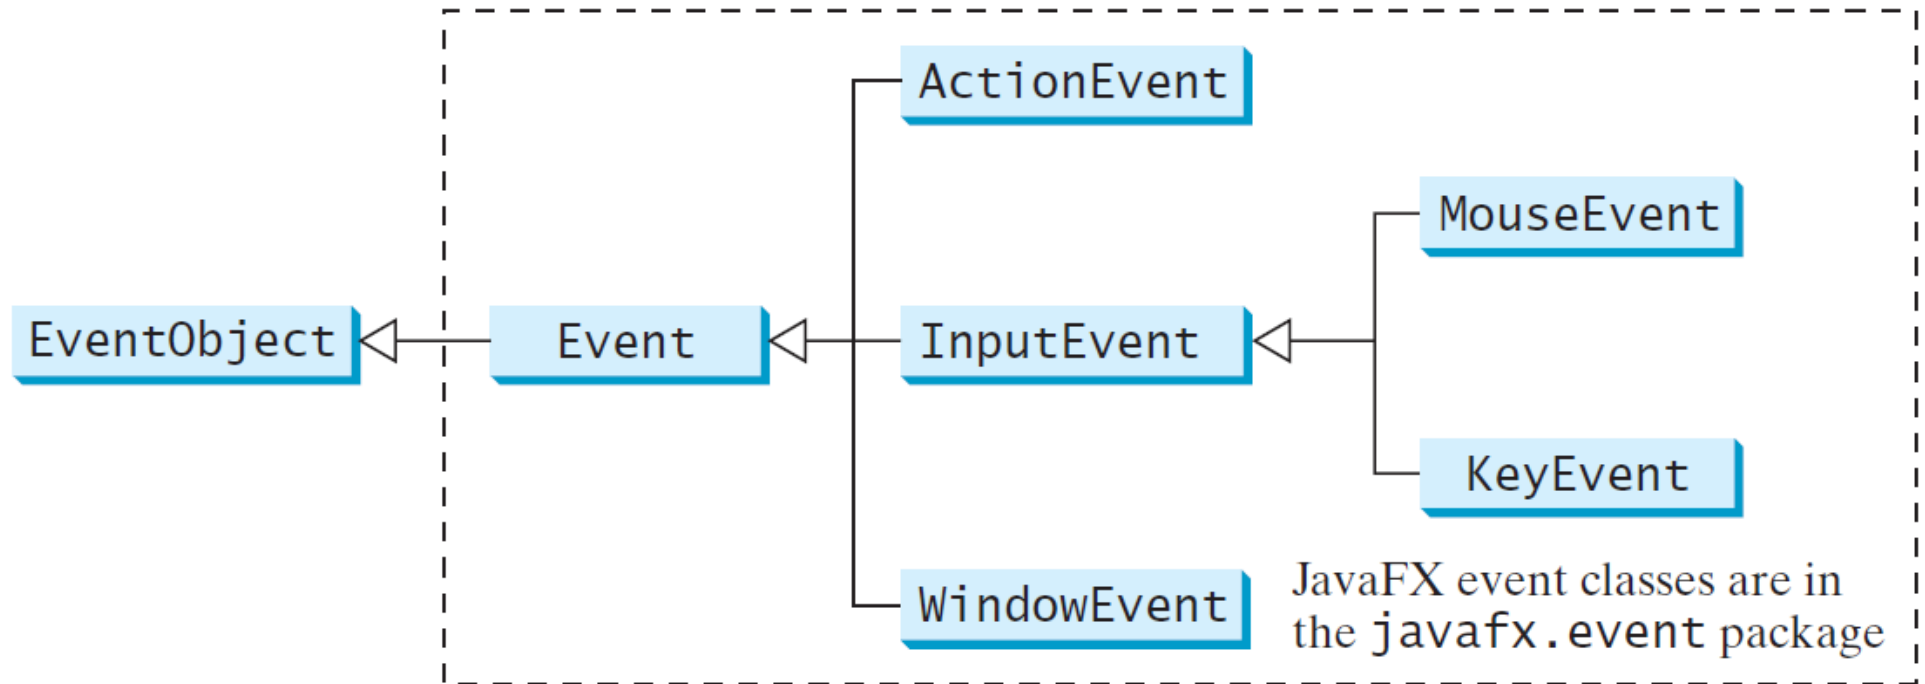 ActionEvent
MouseEvent
EventObject
Event
InputEvent
KeyEvent
WindowEvent
JavaFX event classes are in
the javafx.event package